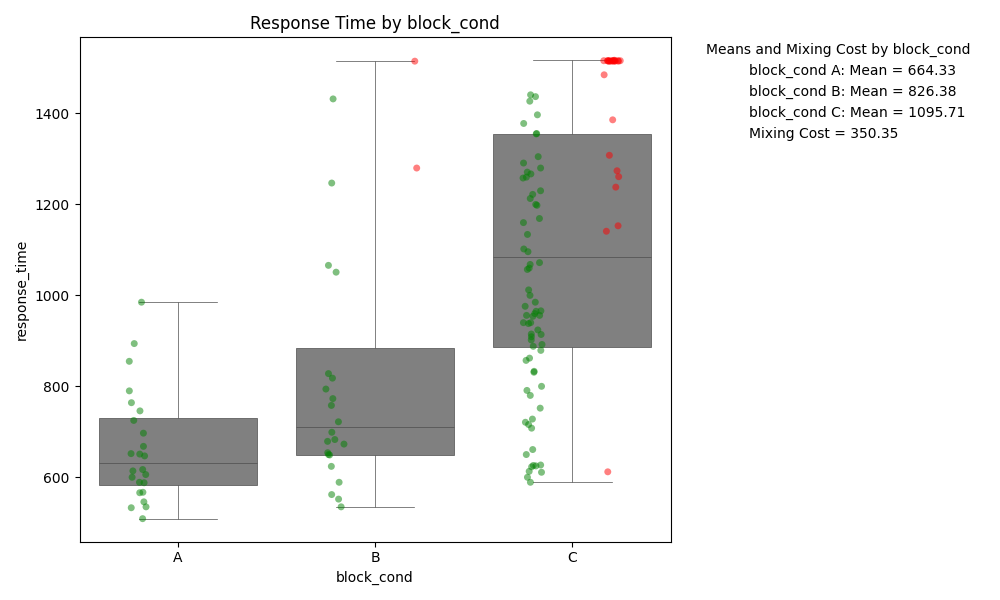 Response Time by block_cond
Means and Mixing Cost by block_cond
block_cond A: Mean = 664.33
block_cond B: Mean = 826.38
block_cond C: Mean = 1095.71
Mixing Cost = 350.35
response_time
1400
1200
1000
800
600
A
B
C
block_cond